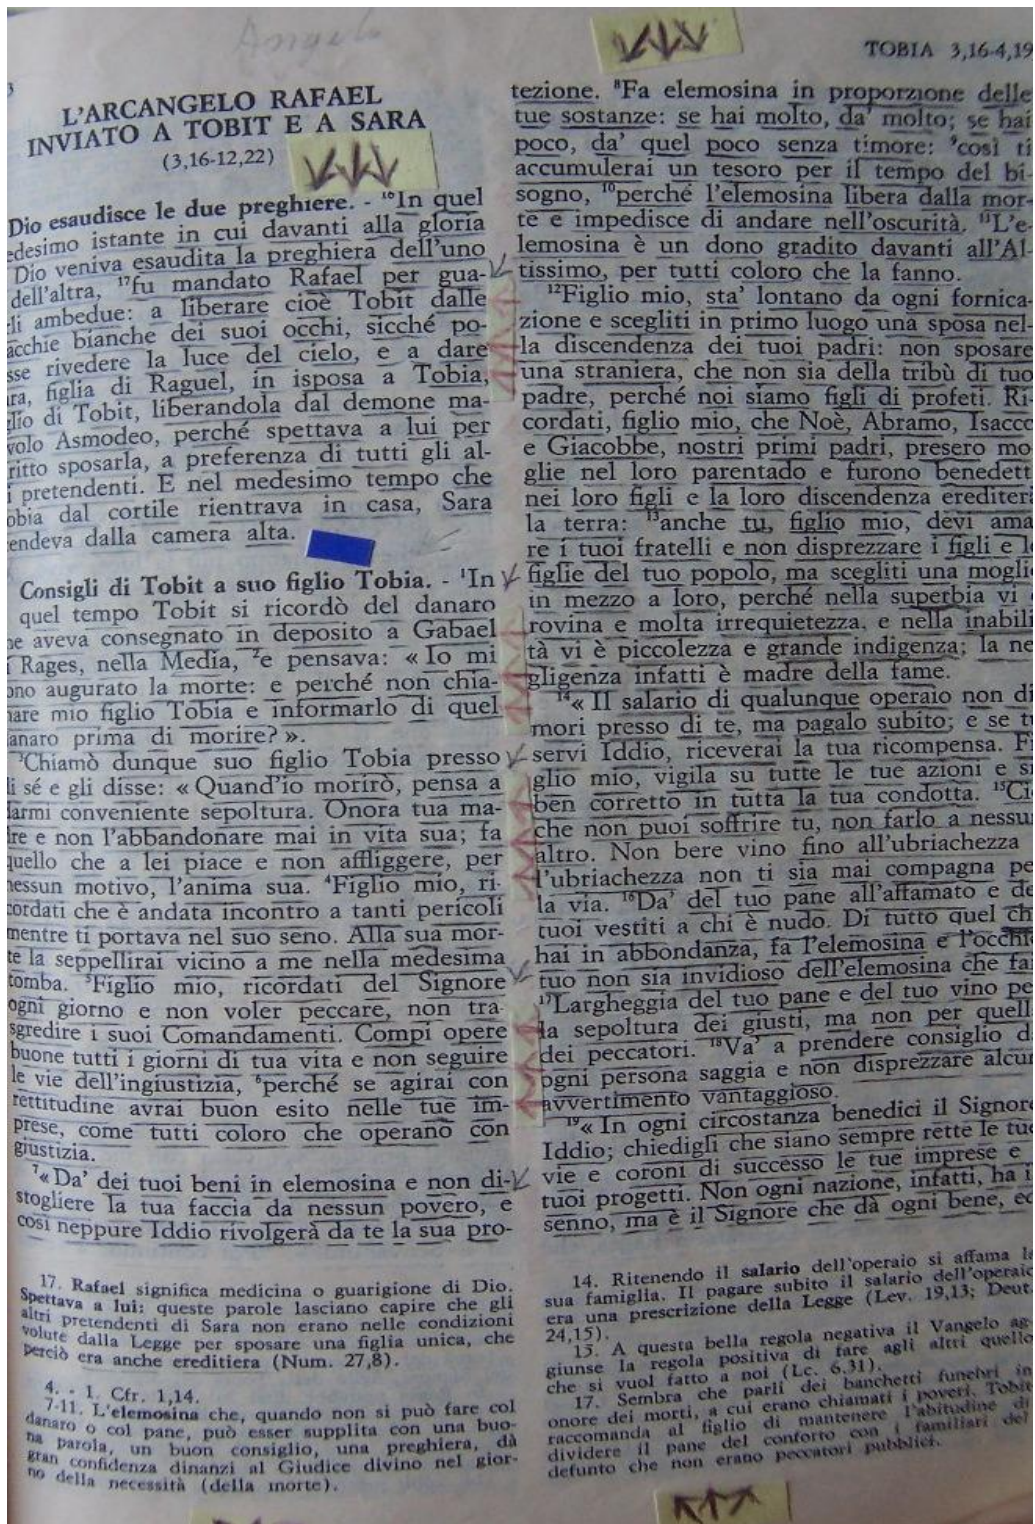 Angelo
TOBIA 3,16-4,19
3
L'ARCANGELO RAFAEL
INVIATO A TOBIT E A SARA
(3,16-12,22)
Dio esaudisce le due preghiere. - ¹⁶In quel
edesimo istante in cui davanti alla gloria
Dio veniva esaudita la preghiera dell'uno
dell'altra, ¹⁷fu mandato Rafael per gua-
li ambedue: a liberare cioè Tobit dalle
acchie bianche dei suoi occhi, sicché po-
sse rivedere la luce del cielo, e a dare
ra, figlia di Raguel, in isposa a Tobia,
lio di Tobit, liberandola dal demone ma-
volo Asmodeo, perché spettava a lui per
ritto sposarla, a preferenza di tutti gli al-
i pretendenti. E nel medesimo tempo che
obia dal cortile rientrava in casa, Sara
endeva dalla camera alta.
Consigli di Tobit a suo figlio Tobia. - ¹In
quel tempo Tobit si ricordò del danaro
he aveva consegnato in deposito a Gabael
Rages, nella Media, ²e pensava: « Io mi
ono augurato la morte: e perché non chia-
mare mio figlio Tobia e informarlo di quel
anaro prima di morire? ».
³Chiamò dunque suo figlio Tobia presso
di sé e gli disse: « Quand'io morirò, pensa a
darmi conveniente sepoltura. Onora tua ma-
dre e non l'abbandonare mai in vita sua; fa
quello che a lei piace e non affliggere, per
nessun motivo, l'anima sua. ⁴Figlio mio, ri-
cordati che è andata incontro a tanti pericoli
mentre ti portava nel suo seno. Alla sua mor-
te la seppellirai vicino a me nella medesima
tomba. ⁵Figlio mio, ricordati del Signore
ogni giorno e non voler peccare, non tra-
sgredire i suoi Comandamenti. Compi opere
buone tutti i giorni di tua vita e non seguire
le vie dell'ingiustizia, ⁶perché se agirai con
rettitudine avrai buon esito nelle tue im-
prese, come tutti coloro che operano con
giustizia.
⁷« Da' dei tuoi beni in elemosina e non di-
stogliere la tua faccia da nessun povero, e
così neppure Iddio rivolgerà da te la sua pro-
17. Rafael significa medicina o guarigione di Dio.
Spettava a lui: queste parole lasciano capire che gli
altri pretendenti di Sara non erano nelle condizioni
volute dalla Legge per sposare una figlia unica, che
perciò era anche ereditiera (Num. 27,8).
4. - 1. Cfr. 1,14.
7-11. L'elemosina che, quando non si può fare col
danaro o col pane, può esser supplita con una buo-
na parola, un buon consiglio, una preghiera, dà
gran confidenza dinanzi al Giudice divino nel gior-
no della necessità (della morte).
tezione. ⁸Fa elemosina in proporzione delle
tue sostanze: se hai molto, da' molto; se hai
poco, da' quel poco senza timore: ⁹così ti
accumulerai un tesoro per il tempo del bi-
sogno, ¹⁰perché l'elemosina libera dalla mor-
te e impedisce di andare nell'oscurità. ¹¹L'e-
lemosina è un dono gradito davanti all'Al-
tissimo, per tutti coloro che la fanno.
¹²Figlio mio, sta' lontano da ogni fornica-
zione e scegliti in primo luogo una sposa nel-
la discendenza dei tuoi padri: non sposare
una straniera, che non sia della tribù di tuo
padre, perché noi siamo figli di profeti. Ri-
cordati, figlio mio, che Noè, Abramo, Isacco
e Giacobbe, nostri primi padri, presero mo-
glie nel loro parentado e furono benedett
nei loro figli e la loro discendenza erediter
la terra: ¹³anche tu, figlio mio, devi ama
re i tuoi fratelli e non disprezzare i figli e l
figlie del tuo popolo, ma scegliti una mogli
in mezzo a loro, perché nella superbia vi
rovina e molta irrequietezza, e nella inabili
tà vi è piccolezza e grande indigenza; la ne
gligenza infatti è madre della fame.
¹⁴« Il salario di qualunque operaio non di
mori presso di te, ma pagalo subito; e se tu
servi Iddio, riceverai la tua ricompensa. Fi
glio mio, vigila su tutte le tue azioni e si
ben corretto in tutta la tua condotta. ¹⁵Ciò
che non puoi soffrire tu, non farlo a nessun
altro. Non bere vino fino all'ubriachezza
l'ubriachezza non ti sia mai compagna pe
la via. ¹⁶Da' del tuo pane all'affamato e de
tuoi vestiti a chi è nudo. Di tutto quel che
hai in abbondanza, fa l'elemosina e l'occhio
tuo non sia invidioso dell'elemosina che fai
¹⁷Largheggia del tuo pane e del tuo vino pe
la sepoltura dei giusti, ma non per quell
dei peccatori. ¹⁸Va' a prendere consiglio d
ogni persona saggia e non disprezzare alcun
avvertimento vantaggioso.
¹⁹« In ogni circostanza benedici il Signore
Iddio; chiedigli che siano sempre rette le tue
vie e coroni di successo le tue imprese e
tuoi progetti. Non ogni nazione, infatti, ha i
senno, ma è il Signore che dà ogni bene, ed
14. Ritenendo il salario dell'operaio si affama la
sua famiglia. Il pagare subito il salario dell'operaio
era una prescrizione della Legge (Lev. 19,13; Deut.
24,15).
15. A questa bella regola negativa il Vangelo ag-
giunse la regola positiva di fare agli altri quello
che si vuol fatto a noi (Lc. 6,31).
17. Sembra che parli dei banchetti funebri in
onore dei morti, a cui erano chiamati i poveri. Tobit
raccomanda al figlio di mantenere l'abitudine di
dividere il pane del conforto con i familiari del
defunto che non erano peccatori pubblici.